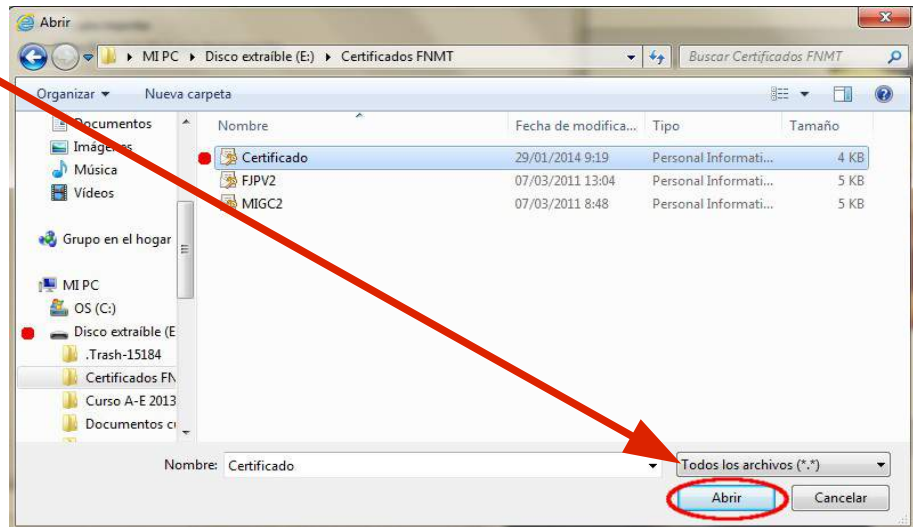 Abrir
MI PC ▸ Disco extraíble (E:) ▸ Certificados FNMT
Buscar Certificados FNMT
Organizar
Nueva carpeta
Nombre
Fecha de modifica...
Tipo
Tamaño
Documentos
Imágenes
Música
Vídeos
Grupo en el hogar
MI PC
OS (C:)
Disco extraíble (E
.Trash-15184
Certificados FN
Curso A-E 2013
Documentos c
Certificado 29/01/2014 9:19 Personal Informati... 4 KB
FJPV2 07/03/2011 13:04 Personal Informati... 5 KB
MIGC2 07/03/2011 8:48 Personal Informati... 5 KB
Nombre: Certificado
Todos los archivos (*.*)
Abrir
Cancelar